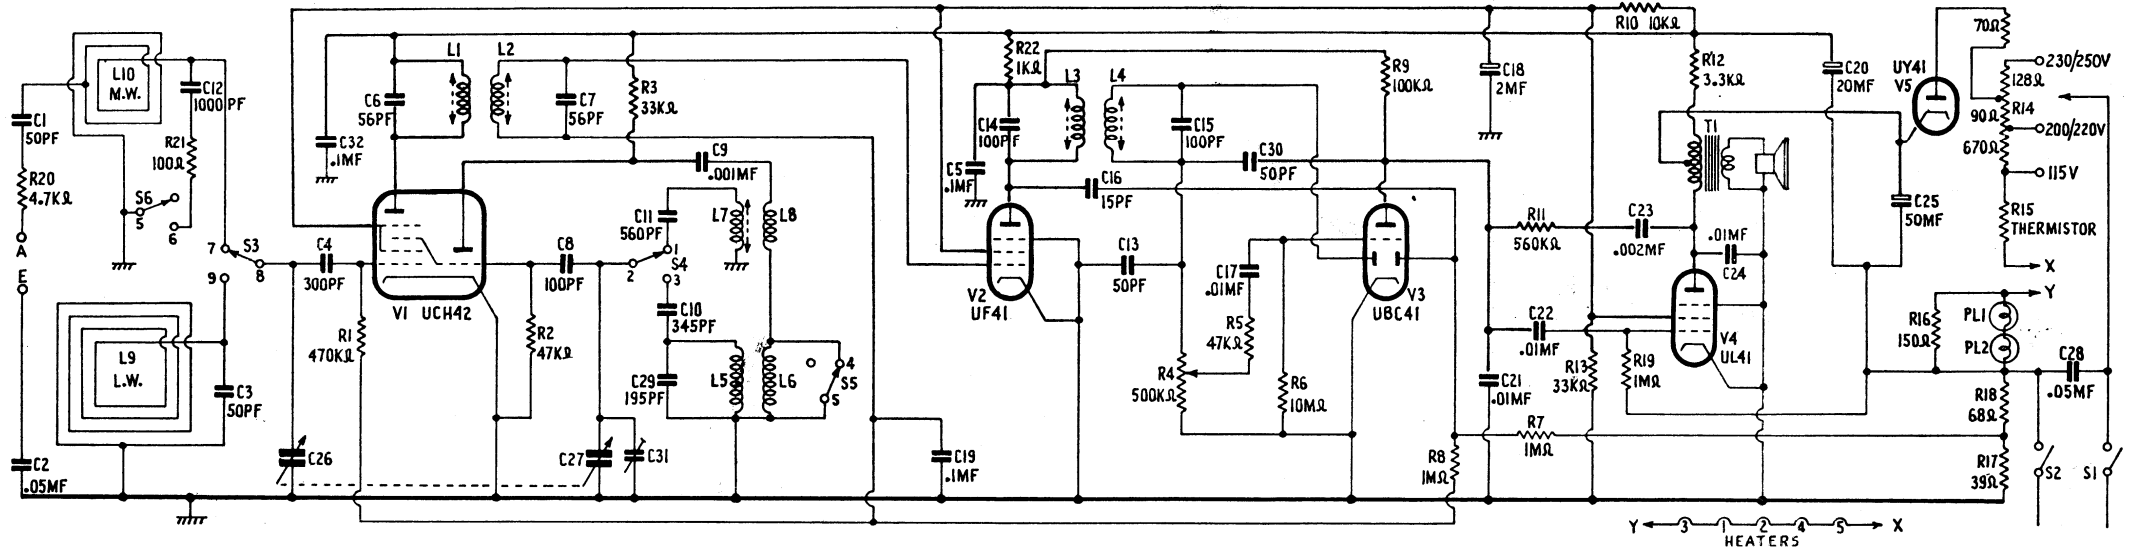 L10
M.W.
C12
1000PF
C1
50PF
R21
100Ω
R20
4.7KΩ
S6
5
6
A
E
7
S3
8
9
L9
L.W.
C3
50PF
C2
.05MF
C4
300PF
R1
470KΩ
C26
C32
.1MF
C6
56PF
L1
L2
C7
56PF
R3
33KΩ
V1 UCH42
C9
.001MF
C11
560PF
L7
L8
C8
100PF
1
S4
2
3
C10
345PF
R2
47KΩ
C29
195PF
L5
L6
4
S5
5
C27
C31
C19
.1MF
R22
1KΩ
L3
L4
C14
100PF
C5
.1MF
C15
100PF
C16
15PF
C30
50PF
V2
UF41
C13
50PF
C17
.01MF
R5
47KΩ
R4
500KΩ
R6
10MΩ
R9
100KΩ
V3
UBC41
R8
1MΩ
R7
1MΩ
C18
2MF
R11
560KΩ
C23
.002MF
C22
.01MF
C21
.01MF
R10 10KΩ
R12
3.3KΩ
T1
.01MF
C24
V4
UL41
R13
33KΩ
R19
1MΩ
C20
20MF
UY41
V5
C25
50MF
70Ω
230/250V
128Ω
R14
90Ω
200/220V
670Ω
115V
R15
THERMISTOR
X
Y
R16
150Ω
PL1
PL2
C28
.05MF
R18
68Ω
R17
39Ω
S2
S1
Y 3 1 2 4 5 X
HEATERS